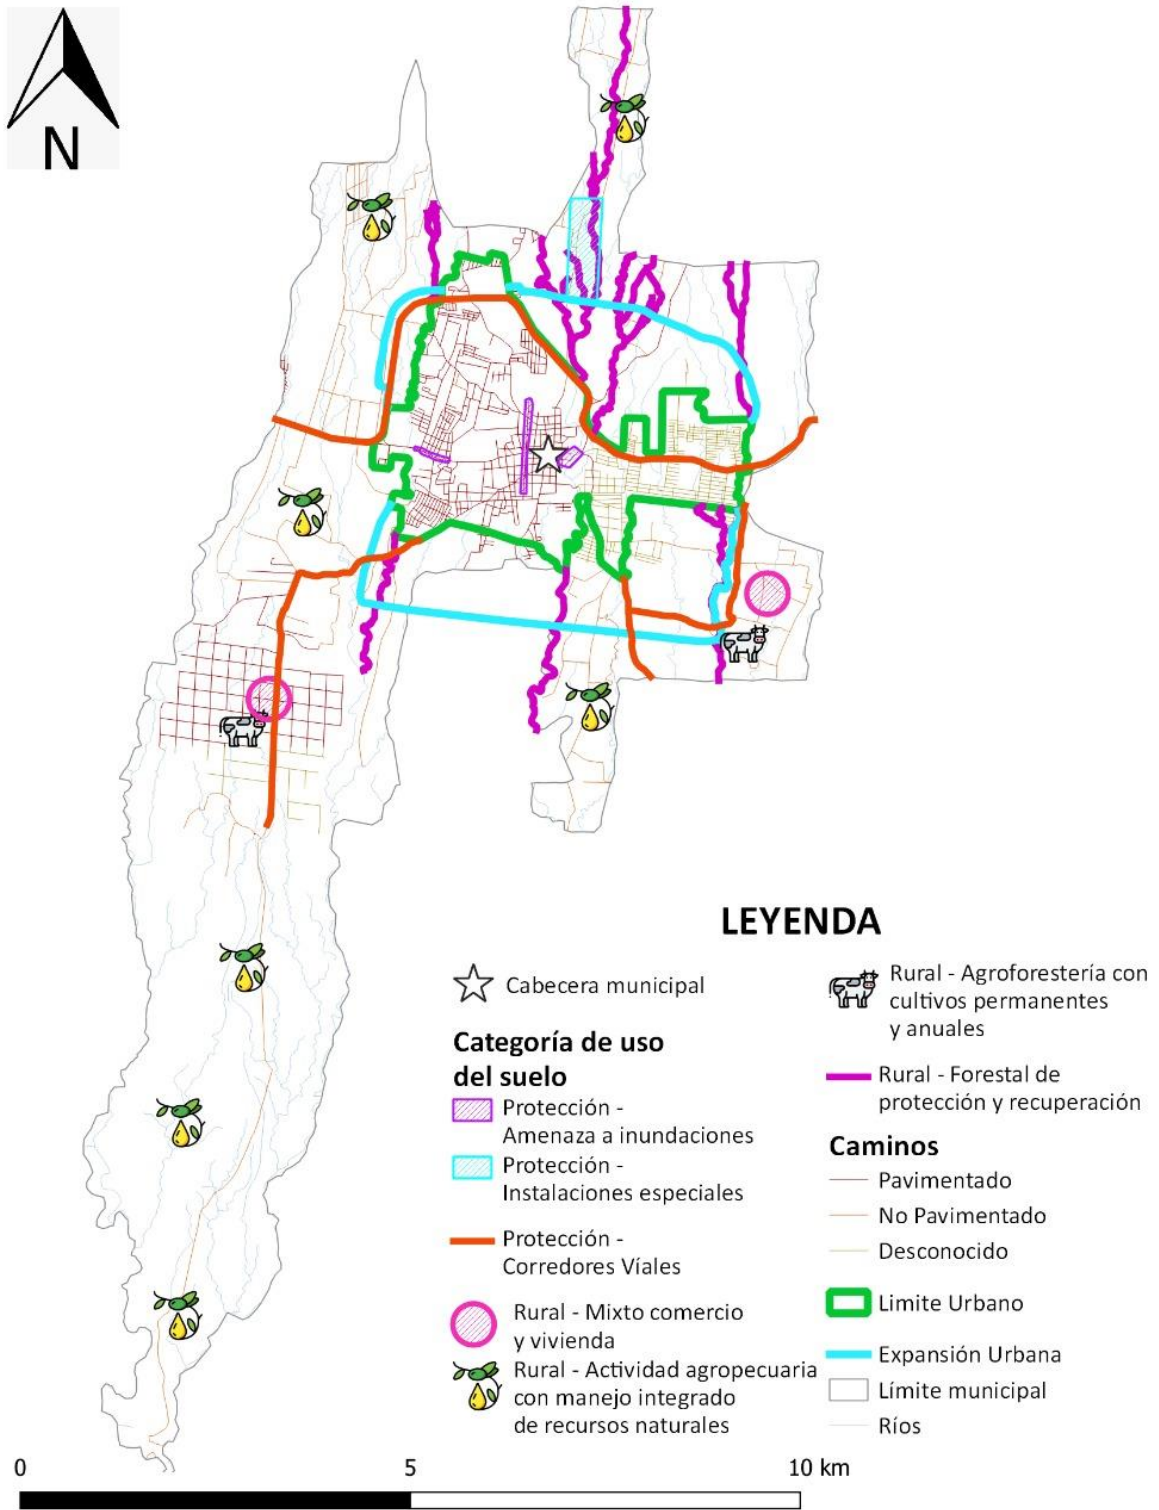 N
LEYENDA
Cabecera municipal
Categoría de uso
del suelo
Protección -
Amenaza a inundaciones
Protección -
Instalaciones especiales
Protección -
Corredores Víales
Rural - Mixto comercio
y vivienda
Rural - Actividad agropecuaria
con manejo integrado
de recursos naturales
Rural - Agroforestería con
cultivos permanentes
y anuales
Rural - Forestal de
protección y recuperación
Caminos
Pavimentado
No Pavimentado
Desconocido
Limite Urbano
Expansión Urbana
Límite municipal
Ríos
0 5 10 km